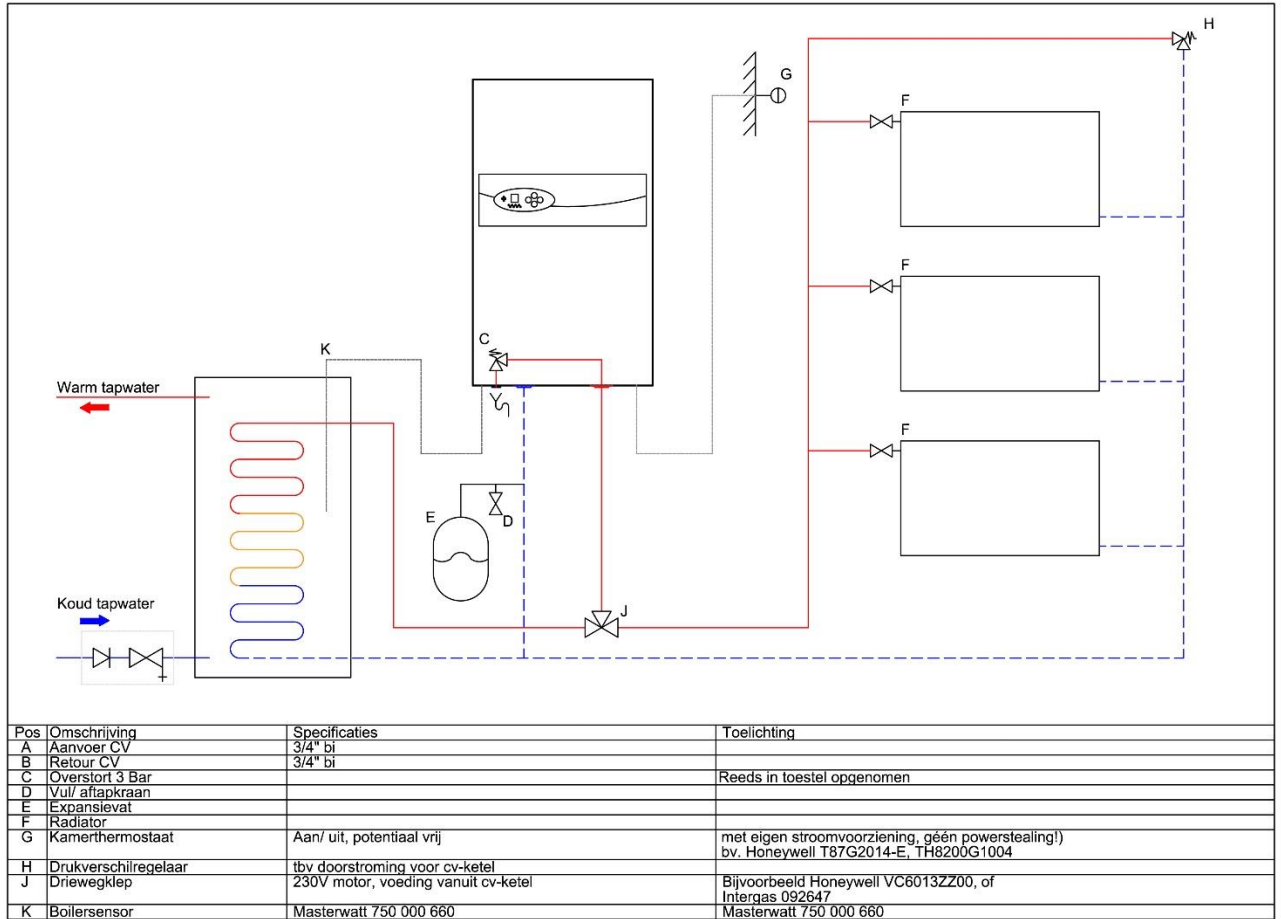 H
G
F
F
C
K
Warm tapwater
F
E
D
Koud tapwater
J
Pos Omschrijving Specificaties Toelichting
A Aanvoer CV 3/4" bi
B Retour CV 3/4" bi
C Overstort 3 Bar Reeds in toestel opgenomen
D Vul/ aftapkraan
E Expansievat
F Radiator
G Kamerthermostaat Aan/ uit, potentiaal vrij met eigen stroomvoorziening, géén powerstealing!)
bv. Honeywell T87G2014-E, TH8200G1004
H Drukverschilregelaar tbv doorstroming voor cv-ketel
J Driewegklep 230V motor, voeding vanuit cv-ketel Bijvoorbeeld Honeywell VC6013ZZ00, of
Intergas 092647
K Boilersensor Masterwatt 750 000 660 Masterwatt 750 000 660